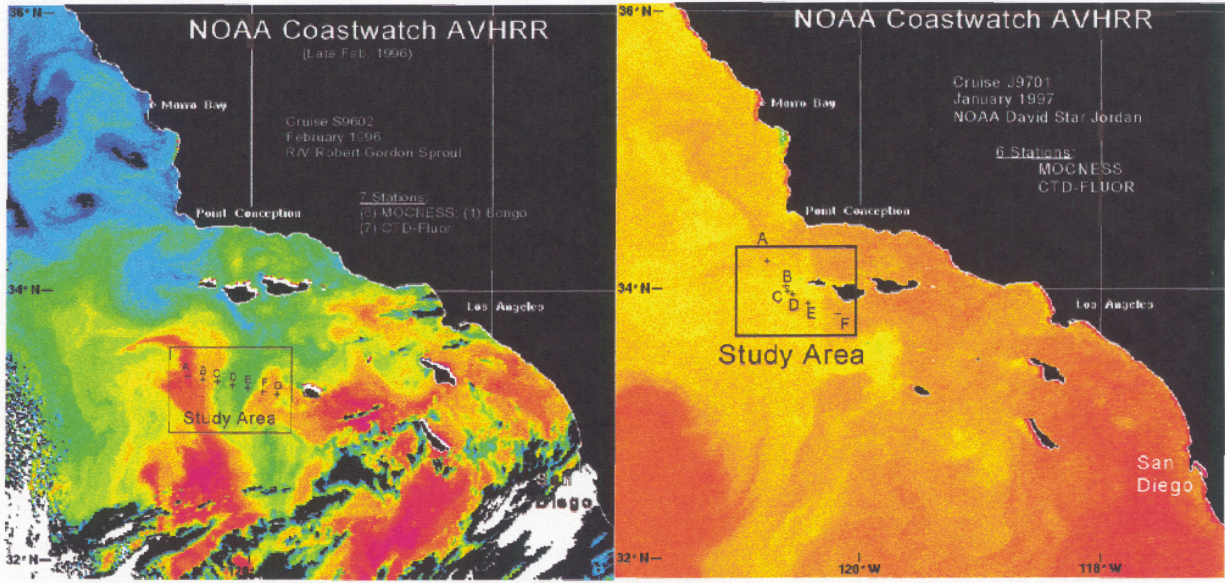 36°N
NOAA Coastwatch AVHRR
(Late Feb. 1996)
Morro Bay
Cruise S9602
February 1996
R/V Robert Gordon Sproul
7 Stations:
(6) MOCNESS; (1) Bongo
(7) CTD-Fluor
Point Conception
34°N
Los Angeles
A B C D E F G
Study Area
San
Diego
32°N
120°
36°N
NOAA Coastwatch AVHRR
Cruise J9701
January 1997
NOAA David Star Jordan
Morro Bay
6 Stations:
MOCNESS
CTD-FLUOR
Point Conception
A
B
34°N
C
D
E
F
Los Angeles
Study Area
San
Diego
32°N
120°W
118°W